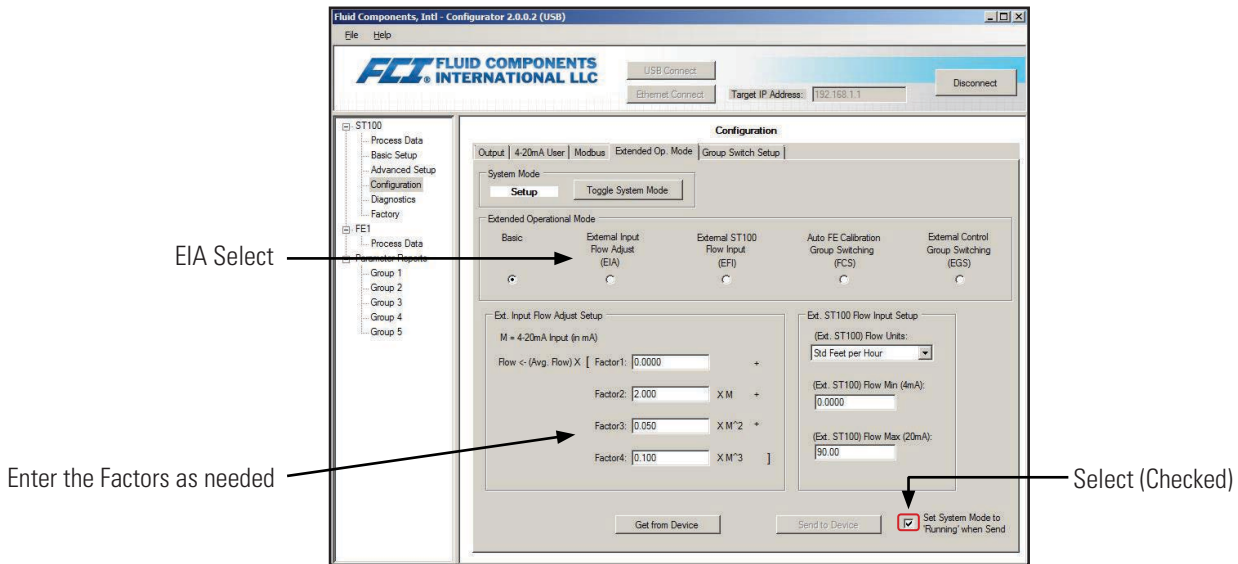 Fluid Components, Intl - Configurator 2.0.0.2 (USB)
File Help
FCI® FLUID COMPONENTS
INTERNATIONAL LLC
USB Connect
Ethernet Connect
Target IP Address: 192.168.1.1
Disconnect
ST100
Process Data
Basic Setup
Advanced Setup
Configuration
Diagnostics
Factory
FE1
Process Data
Parameter Reports
Group 1
Group 2
Group 3
Group 4
Group 5
Configuration
Output 4-20mA User Modbus Extended Op. Mode Group Switch Setup
System Mode
Setup Toggle System Mode
Extended Operational Mode
Basic
External Input
Flow Adjust
(EIA)
External ST100
Flow Input
(EFI)
Auto FE Calibration
Group Switching
(FCS)
External Control
Group Switching
(EGS)
Ext. Input Flow Adjust Setup
M = 4-20mA Input (in mA)
Flow <- (Avg. Flow) X [ Factor1: 0.0000 +
Factor2: 2.000 X M +
Factor3: 0.050 X M^2 +
Factor4: 0.100 X M^3 ]
Ext. ST100 Flow Input Setup
(Ext. ST100) Flow Units:
Std Feet per Hour
(Ext. ST100) Flow Min (4mA):
0.0000
(Ext. ST100) Flow Max (20mA):
90.00
Get from Device
Send to Device
Set System Mode to
'Running' when Send
EIA Select
Enter the Factors as needed
Select (Checked)